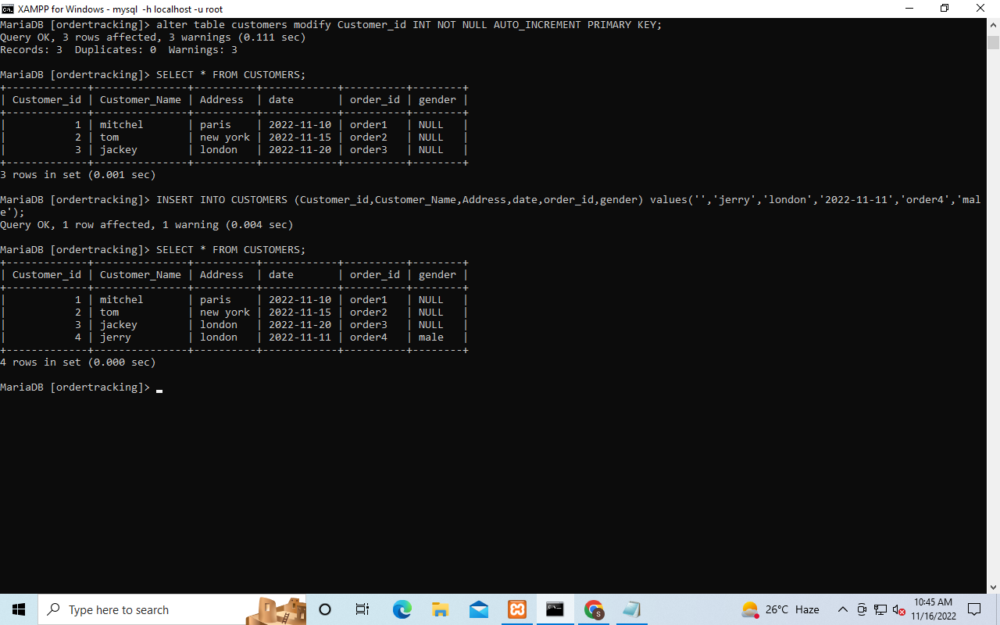 XAMPP for Windows - mysql  -h localhost -u root
MariaDB [ordertracking]> alter table customers modify Customer_id INT NOT NULL AUTO_INCREMENT PRIMARY KEY;
Query OK, 3 rows affected, 3 warnings (0.111 sec)
Records: 3  Duplicates: 0  Warnings: 3
MariaDB [ordertracking]> SELECT * FROM CUSTOMERS;
+-------------+---------------+----------+------------+----------+--------+
| Customer_id | Customer_Name | Address  | date       | order_id | gender |
+-------------+---------------+----------+------------+----------+--------+
|           1 | mitchel       | paris    | 2022-11-10 | order1   | NULL   |
|           2 | tom           | new york | 2022-11-15 | order2   | NULL   |
|           3 | jackey        | london   | 2022-11-20 | order3   | NULL   |
+-------------+---------------+----------+------------+----------+--------+
3 rows in set (0.001 sec)
MariaDB [ordertracking]> INSERT INTO CUSTOMERS (Customer_id,Customer_Name,Address,date,order_id,gender) values('','jerry','london','2022-11-11','order4','mal
e');
Query OK, 1 row affected, 1 warning (0.004 sec)
MariaDB [ordertracking]> SELECT * FROM CUSTOMERS;
+-------------+---------------+----------+------------+----------+--------+
| Customer_id | Customer_Name | Address  | date       | order_id | gender |
+-------------+---------------+----------+------------+----------+--------+
|           1 | mitchel       | paris    | 2022-11-10 | order1   | NULL   |
|           2 | tom           | new york | 2022-11-15 | order2   | NULL   |
|           3 | jackey        | london   | 2022-11-20 | order3   | NULL   |
|           4 | jerry         | london   | 2022-11-11 | order4   | male   |
+-------------+---------------+----------+------------+----------+--------+
4 rows in set (0.000 sec)
MariaDB [ordertracking]> _
Type here to search
26°C  Haze
10:45 AM
11/16/2022